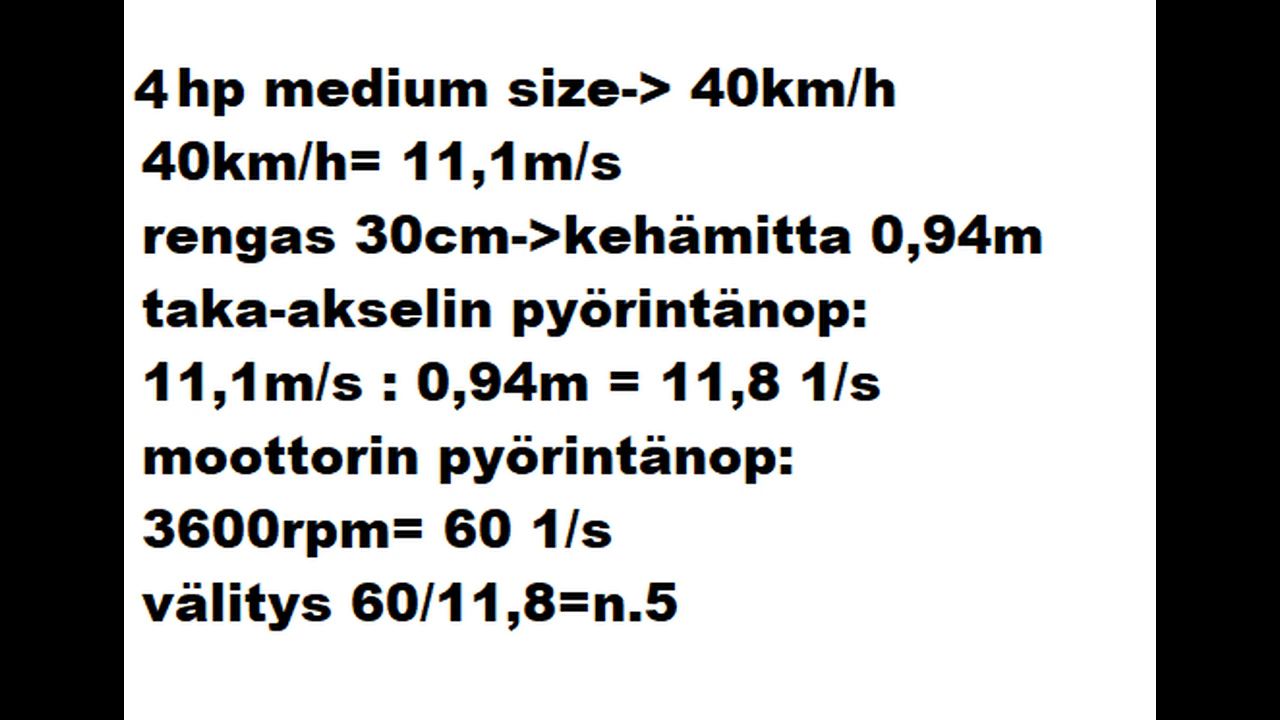 4 hp medium size-> 40km/h
40km/h= 11,1m/s
rengas 30cm->kehämitta 0,94m
taka-akselin pyörintänop:
11,1m/s : 0,94m = 11,8 1/s
moottorin pyörintänop:
3600rpm= 60 1/s
välitys 60/11,8=n.5